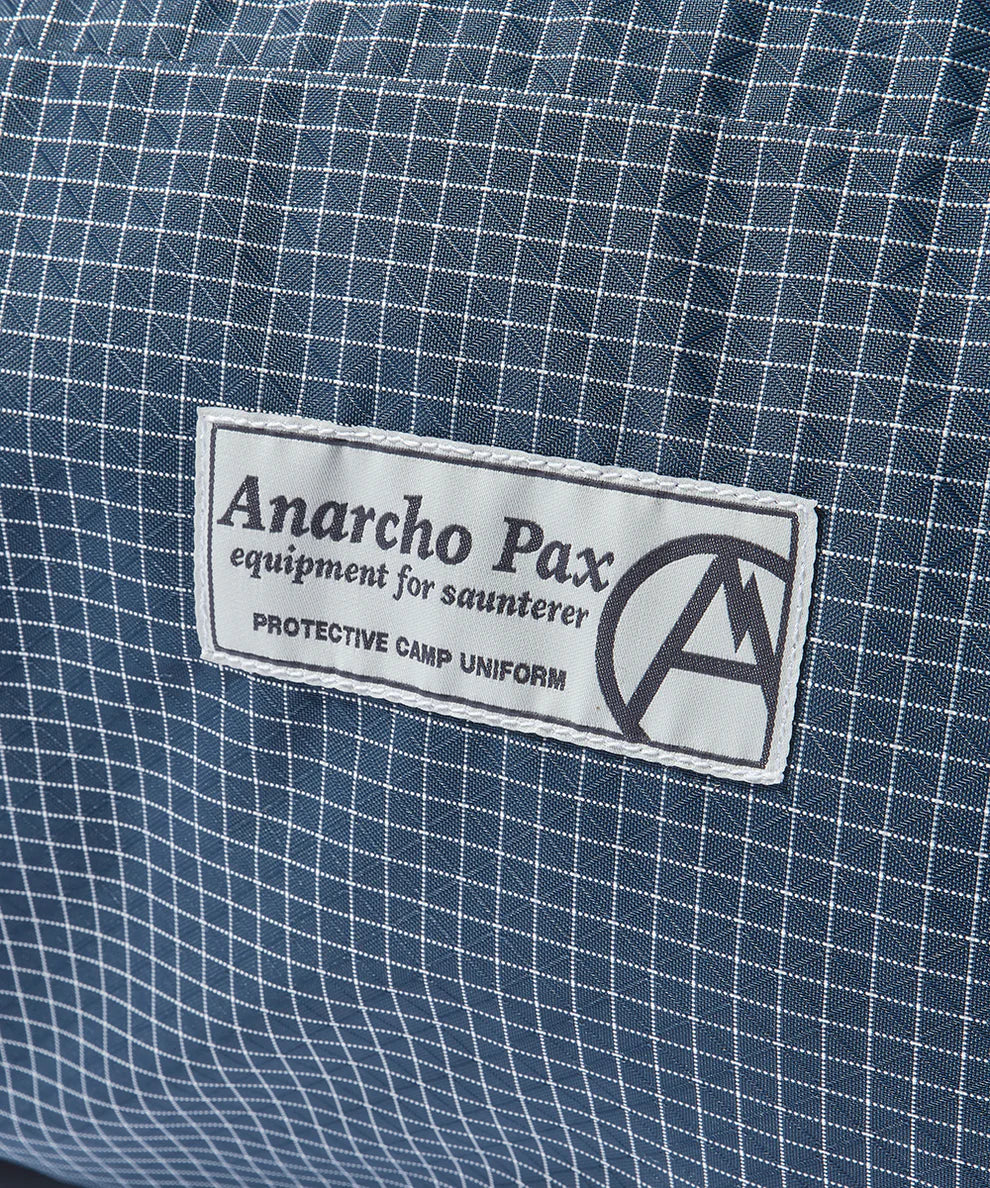 Anarcho Pax
equipment for saunterer
PROTECTIVE CAMP UNIFORM